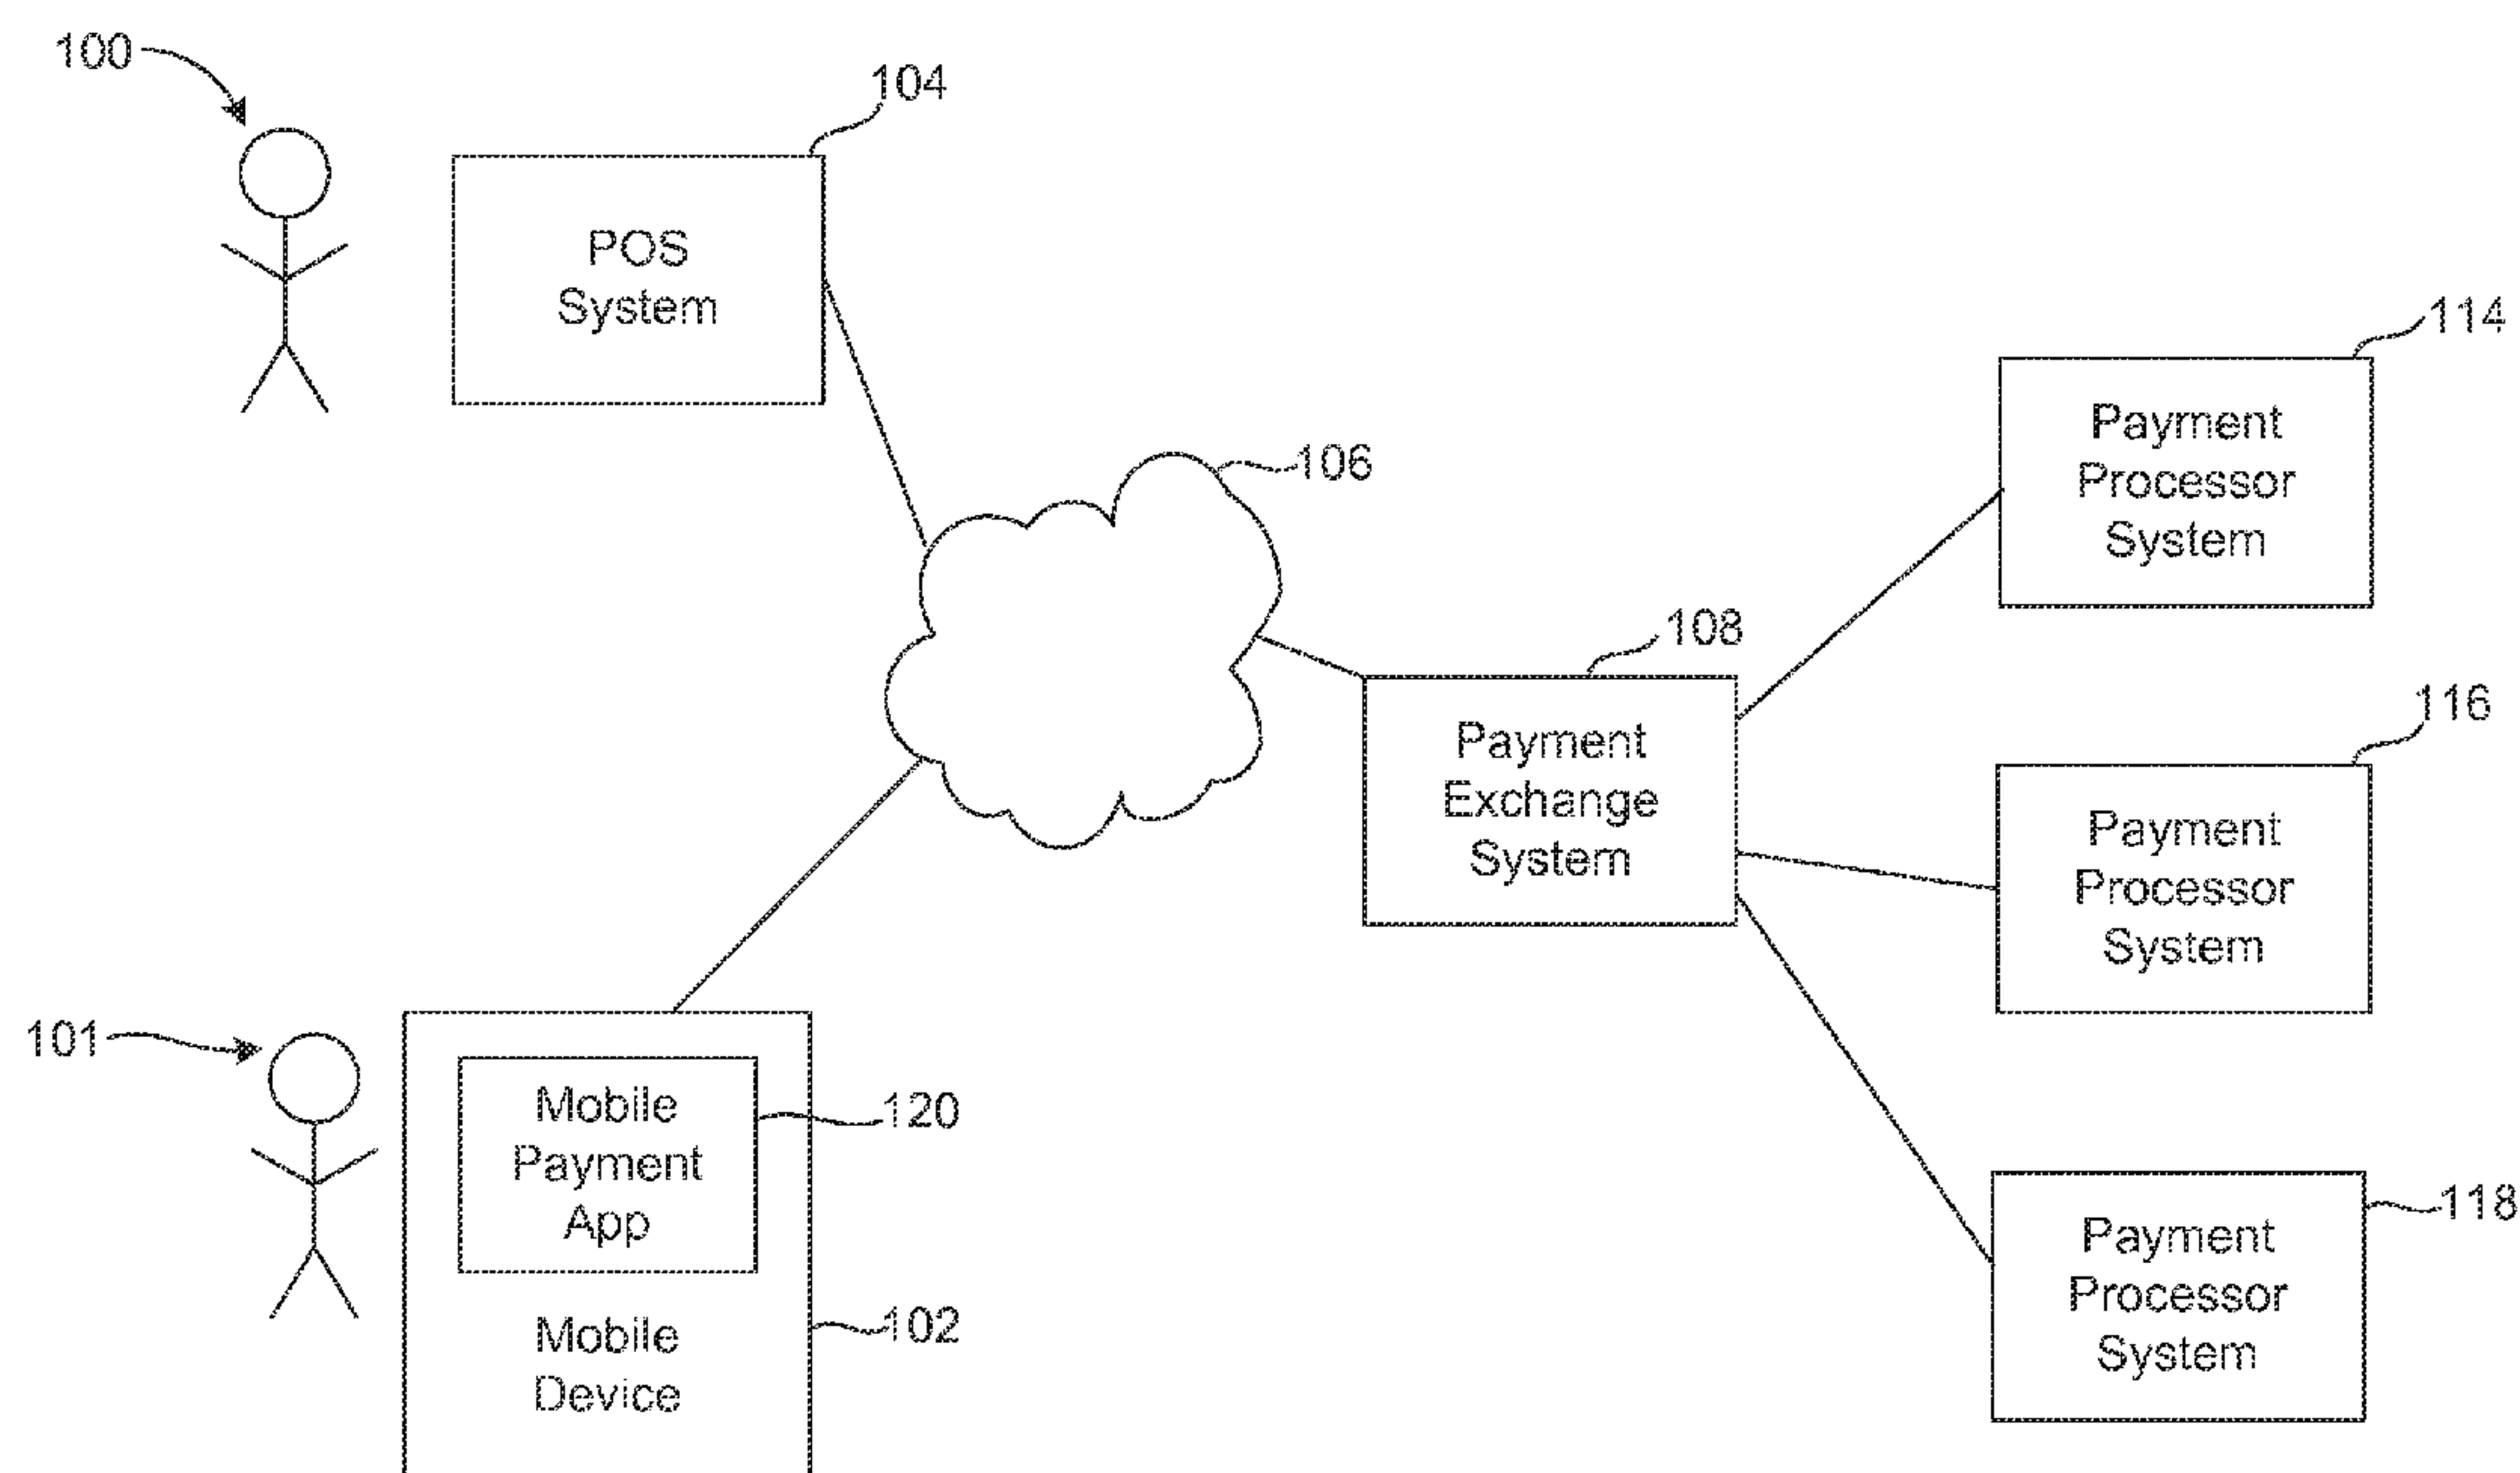 100
104
POS
System
106
114
Payment
Processor
System
108
Payment
Exchange
System
116
Payment
Processor
System
101
Mobile
Payment
App
120
Mobile
Device
102
118
Payment
Processor
System